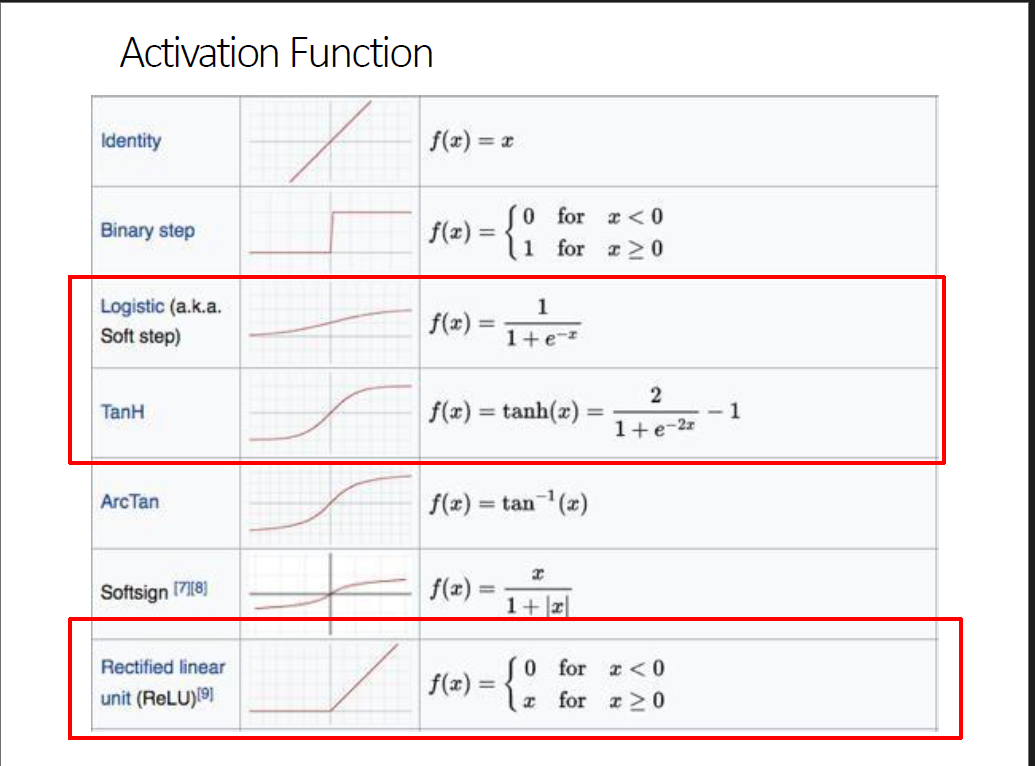 Activation Function
Identity
f(x) = x
Binary step
f(x) = { 0 for x < 0
1 for x ≥ 0
Logistic (a.k.a.
Soft step)
f(x) = 1 / (1 + e^−x)
TanH
f(x) = tanh(x) = 2 / (1 + e^−2x) − 1
ArcTan
f(x) = tan^−1(x)
Softsign [7][8]
f(x) = x / (1 + |x|)
Rectified linear
unit (ReLU)[9]
f(x) = { 0 for x < 0
x for x ≥ 0